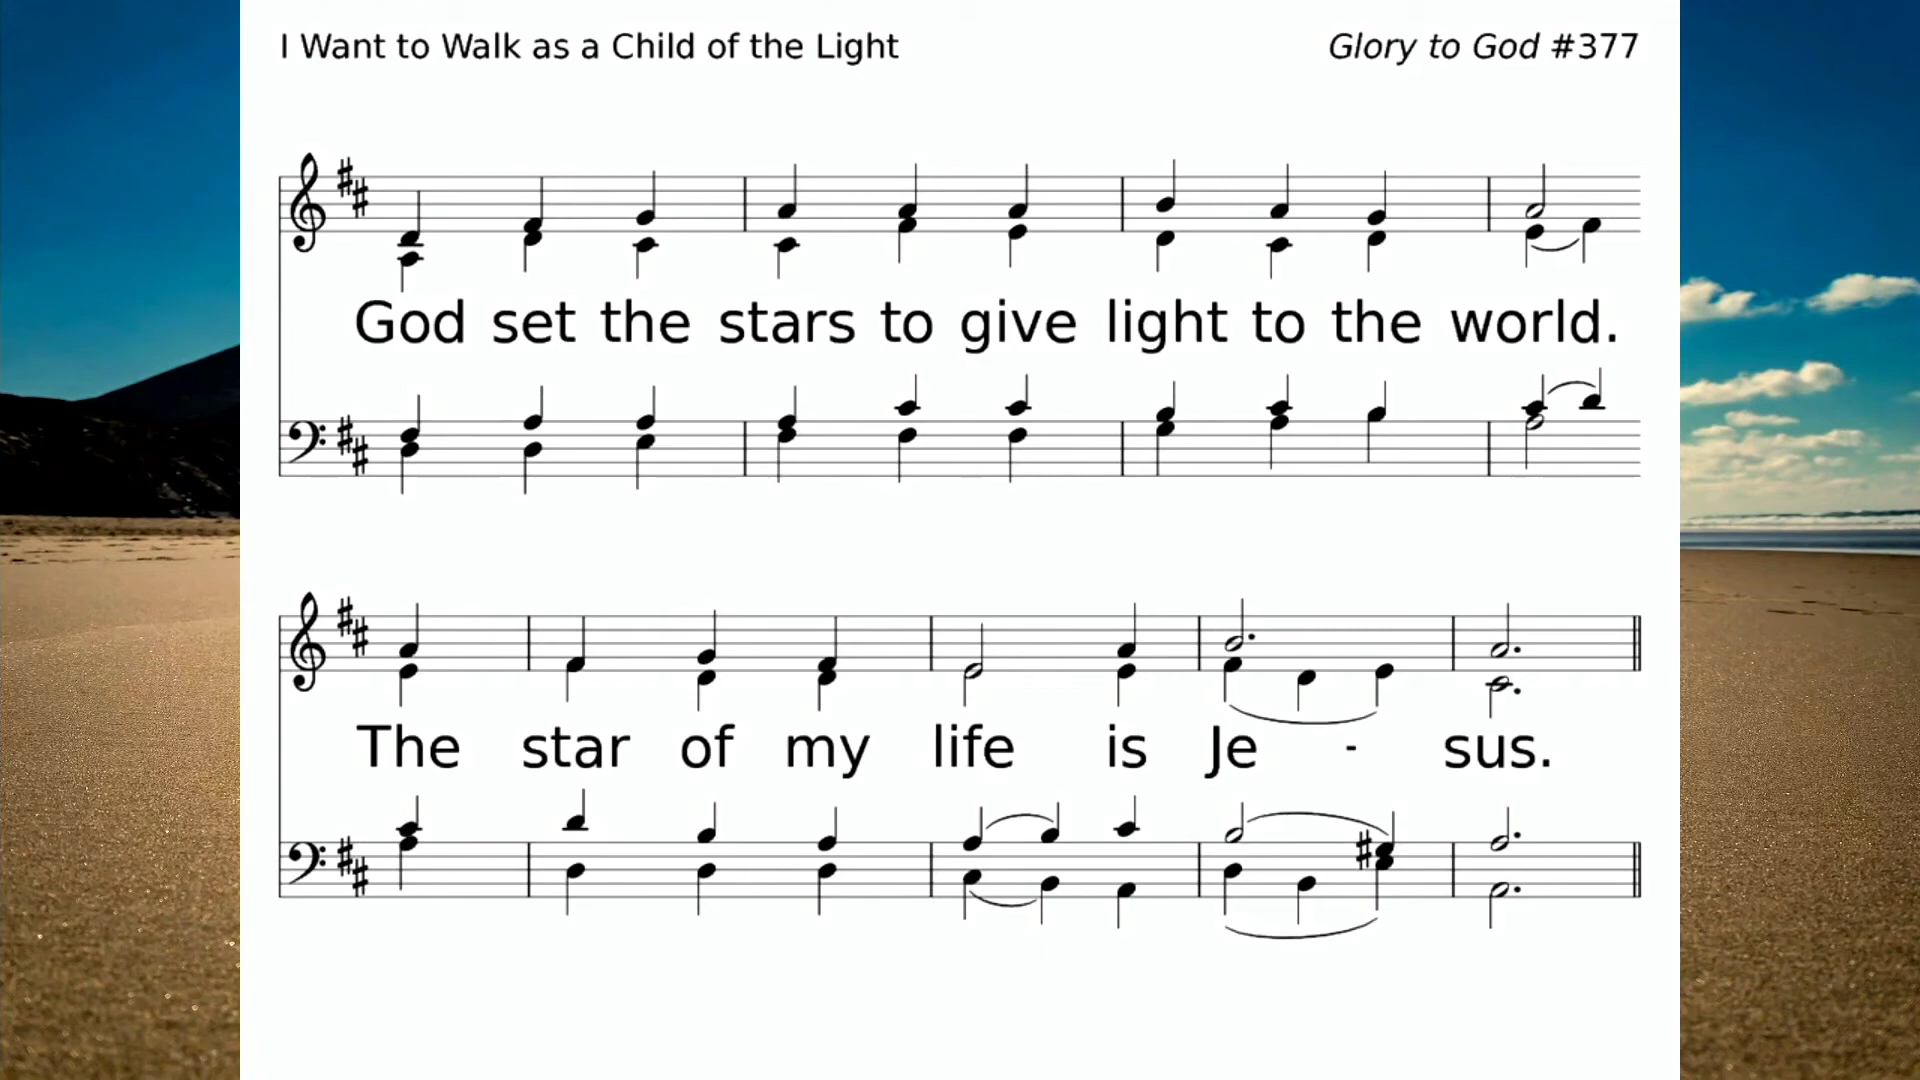 I Want to Walk as a Child of the Light
Glory to God #377
God set the stars to give light to the world.
The star of my life is Je - sus.